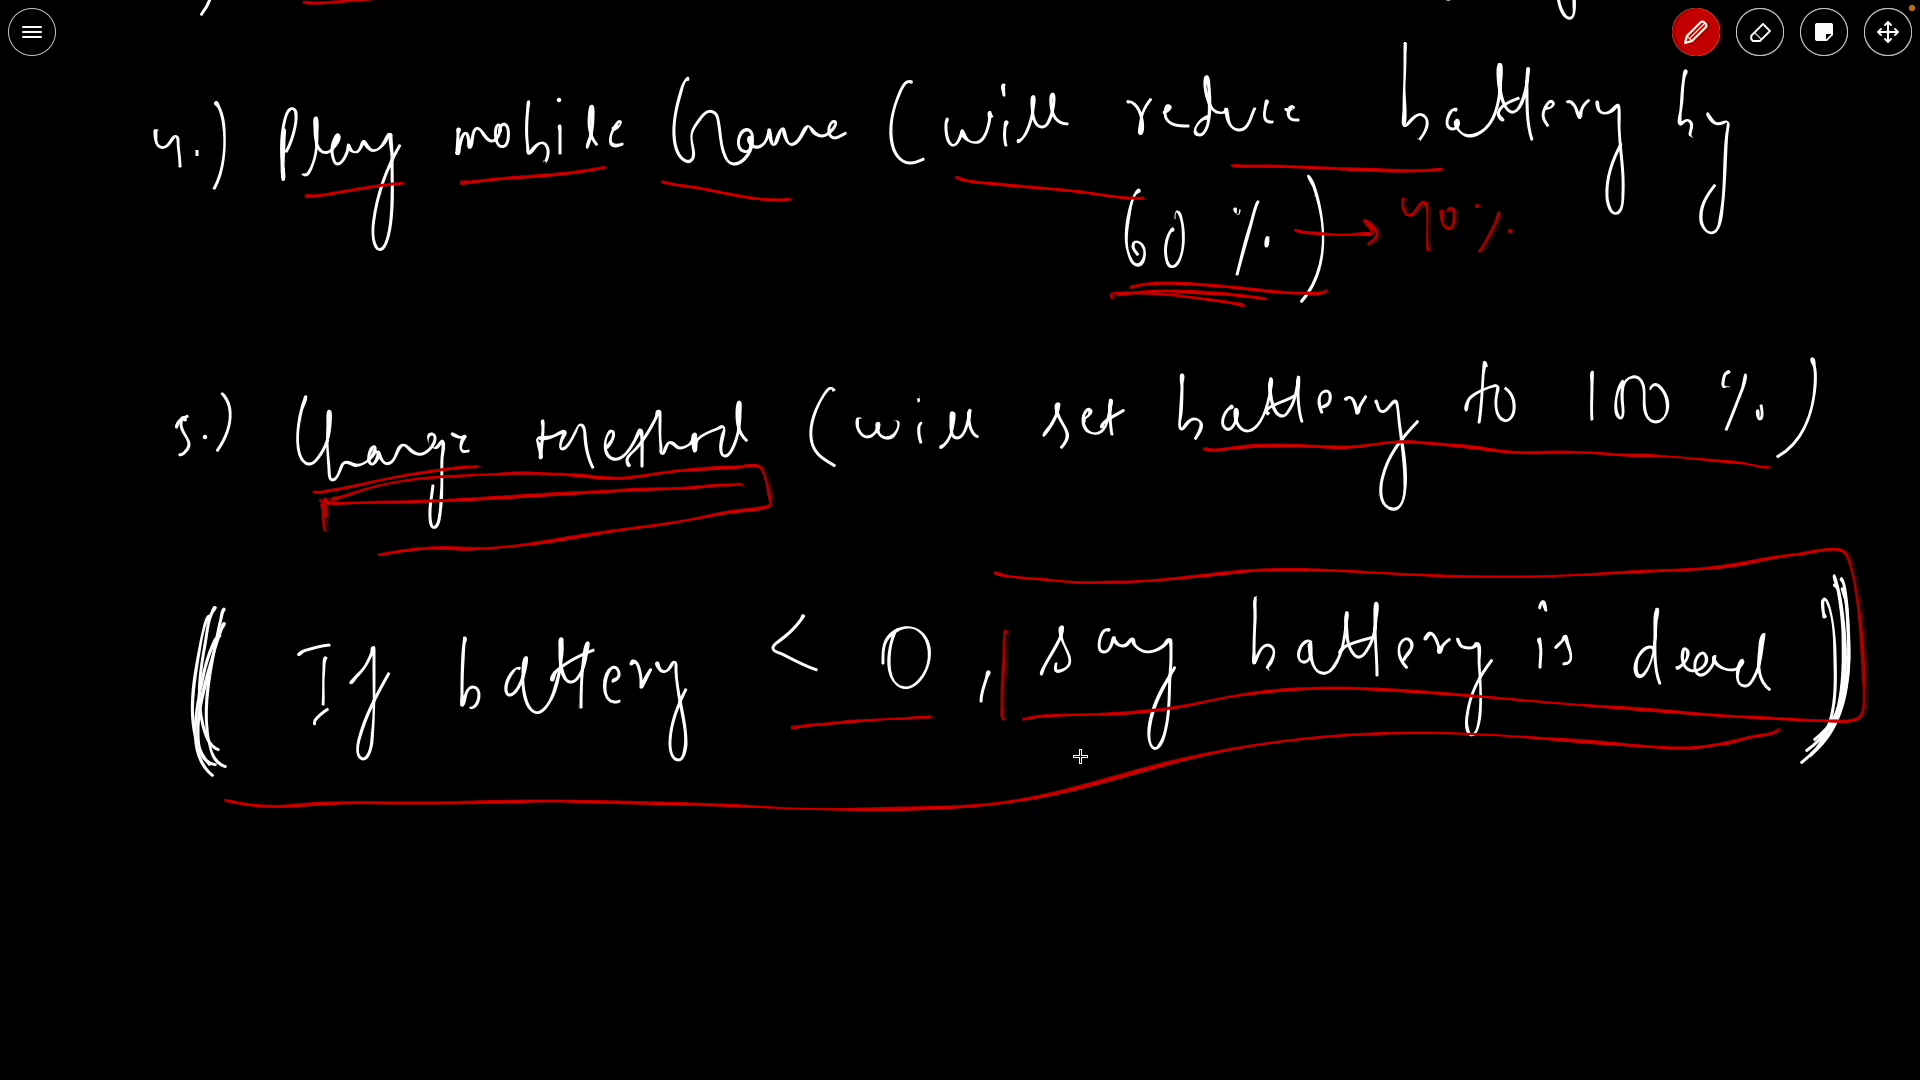 4.) Play mobile Game (will reduce battery by
60 %) → 40 %
5.) Charge method (will set battery to 100 %)
(If battery < 0, say battery is dead)